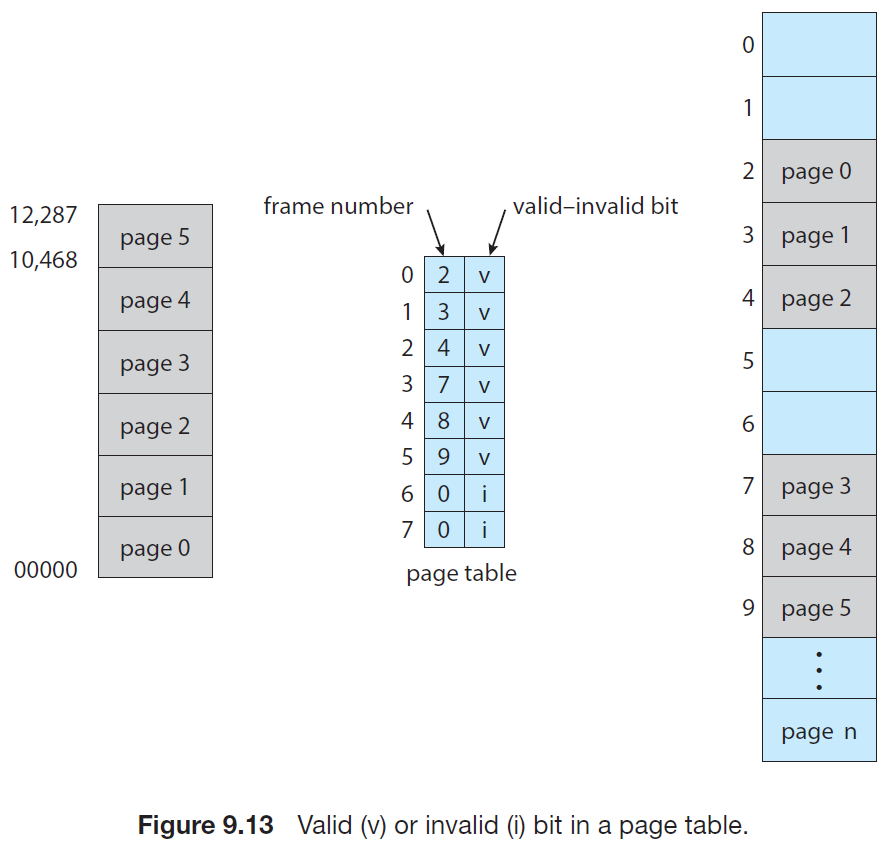 12,287
page 5
10,468
page 4
page 3
page 2
page 1
page 0
00000
frame number
valid–invalid bit
0 2 v
1 3 v
2 4 v
3 7 v
4 8 v
5 9 v
6 0 i
7 0 i
page table
0
1
2 page 0
3 page 1
4 page 2
5
6
7 page 3
8 page 4
9 page 5
page n
Figure 9.13 Valid (v) or invalid (i) bit in a page table.